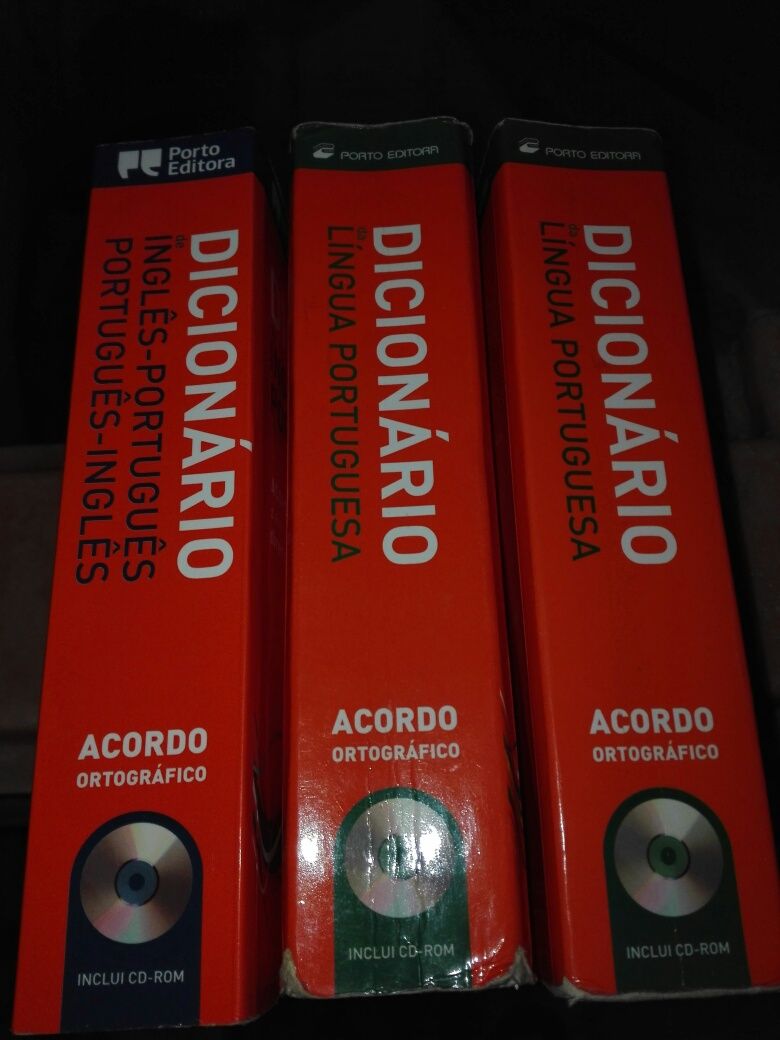 Porto
Editora
DICIONÁRIO
de
INGLÊS-PORTUGUÊS
PORTUGUÊS-INGLÊS
ACORDO
ORTOGRÁFICO
INCLUI CD-ROM
PORTO EDITORA
DICIONÁRIO
da
LÍNGUA PORTUGUESA
ACORDO
ORTOGRÁFICO
INCLUI CD-ROM
PORTO EDITORA
DICIONÁRIO
da
LÍNGUA PORTUGUESA
ACORDO
ORTOGRÁFICO
INCLUI CD-ROM